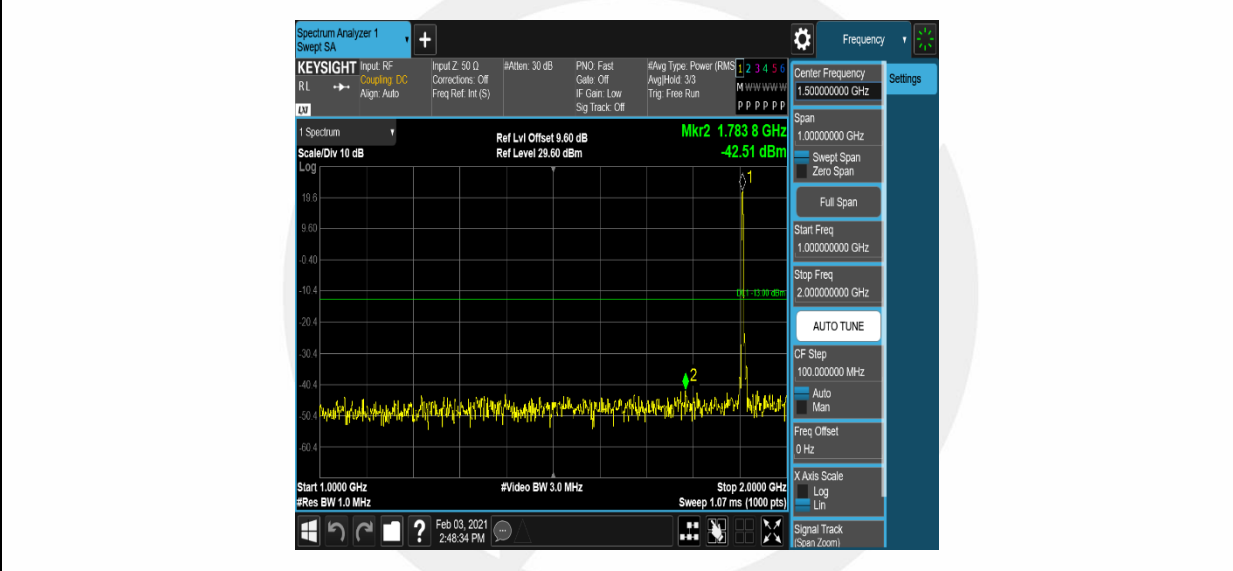 Spectrum Analyzer 1
Swept SA
+
Frequency
KEYSIGHT
RL
LXI
Input: RF
Coupling: DC
Align: Auto
Input Z: 50 Ω
Corrections: Off
Freq Ref: Int (S)
#Atten: 30 dB
PNO: Fast
Gate: Off
IF Gain: Low
Sig Track: Off
#Avg Type: Power (RMS
Avg|Hold: 3/3
Trig: Free Run
1 2 3 4 5 6
M W W W W W
P P P P P P
1 Spectrum
Scale/Div 10 dB
Log
Ref Lvl Offset 9.60 dB
Ref Level 29.60 dBm
Mkr2 1.783 8 GHz
-42.51 dBm
1
19.6
9.60
-0.40
-10.4
DL1 -13.00 dBm
-20.4
-30.4
2
-40.4
-50.4
-60.4
Start 1.0000 GHz
#Res BW 1.0 MHz
#Video BW 3.0 MHz
Stop 2.0000 GHz
Sweep 1.07 ms (1000 pts)
?
Feb 03, 2021
2:48:34 PM
Center Frequency
1.500000000 GHz
Settings
Span
1.00000000 GHz
Swept Span
Zero Span
Full Span
Start Freq
1.000000000 GHz
Stop Freq
2.000000000 GHz
AUTO TUNE
CF Step
100.000000 MHz
Auto
Man
Freq Offset
0 Hz
X Axis Scale
Log
Lin
Signal Track
(Span Zoom)